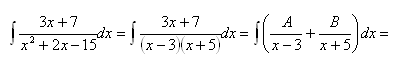 ∫ (3x+7)/(x² + 2x − 15) dx = ∫ (3x+7)/((x−3)(x+5)) dx = ∫ (A/(x−3) + B/(x+5)) dx =